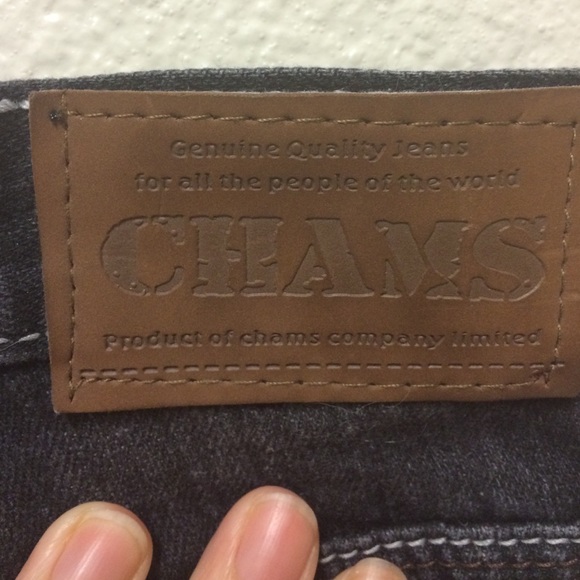 Genuine Quality Jeans
for all the people of the world
CHAMS
Product of chams company limited